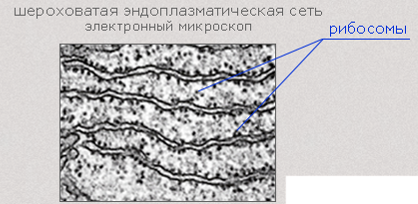 шероховатая эндоплазматическая сеть
электронный микроскоп
рибосомы